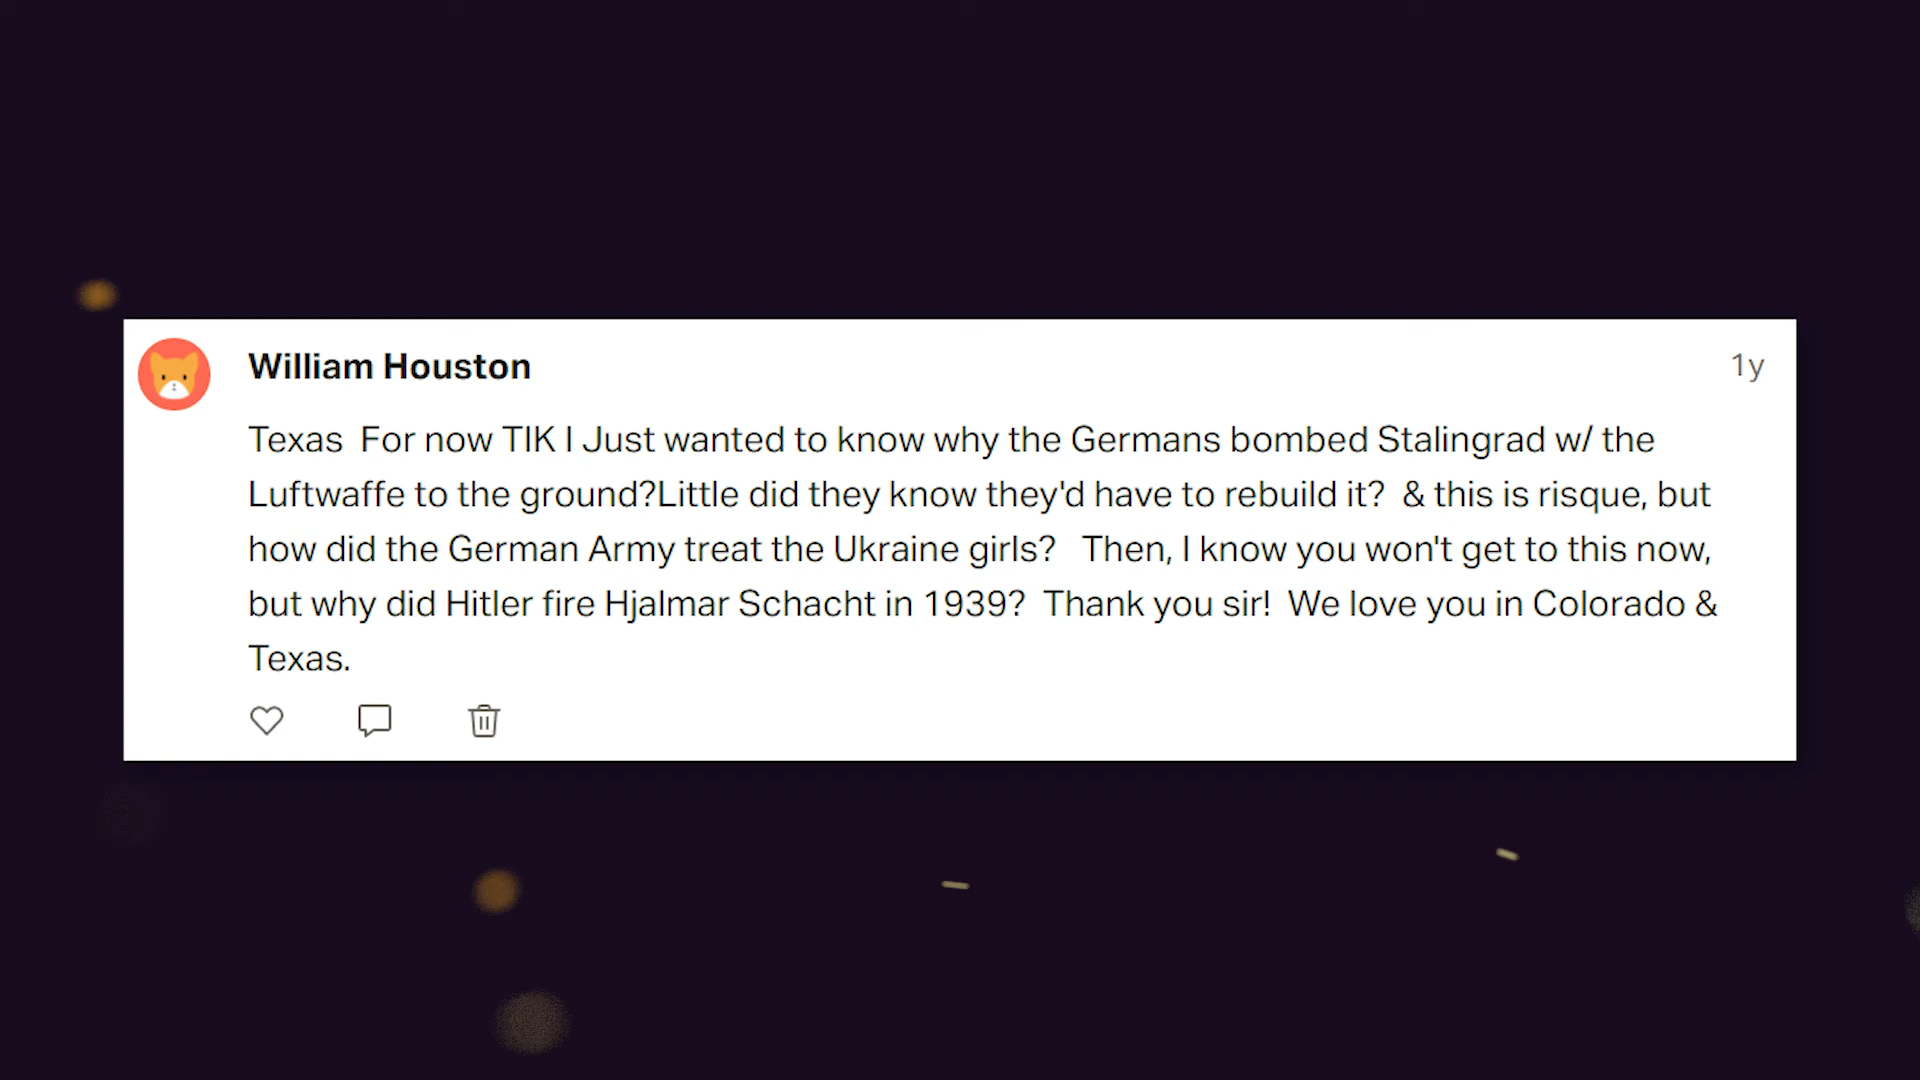 William Houston
1y
Texas  For now TIK I Just wanted to know why the Germans bombed Stalingrad w/ the
Luftwaffe to the ground?Little did they know they'd have to rebuild it?  & this is risque, but
how did the German Army treat the Ukraine girls?   Then, I know you won't get to this now,
but why did Hitler fire Hjalmar Schacht in 1939?  Thank you sir!  We love you in Colorado &
Texas.